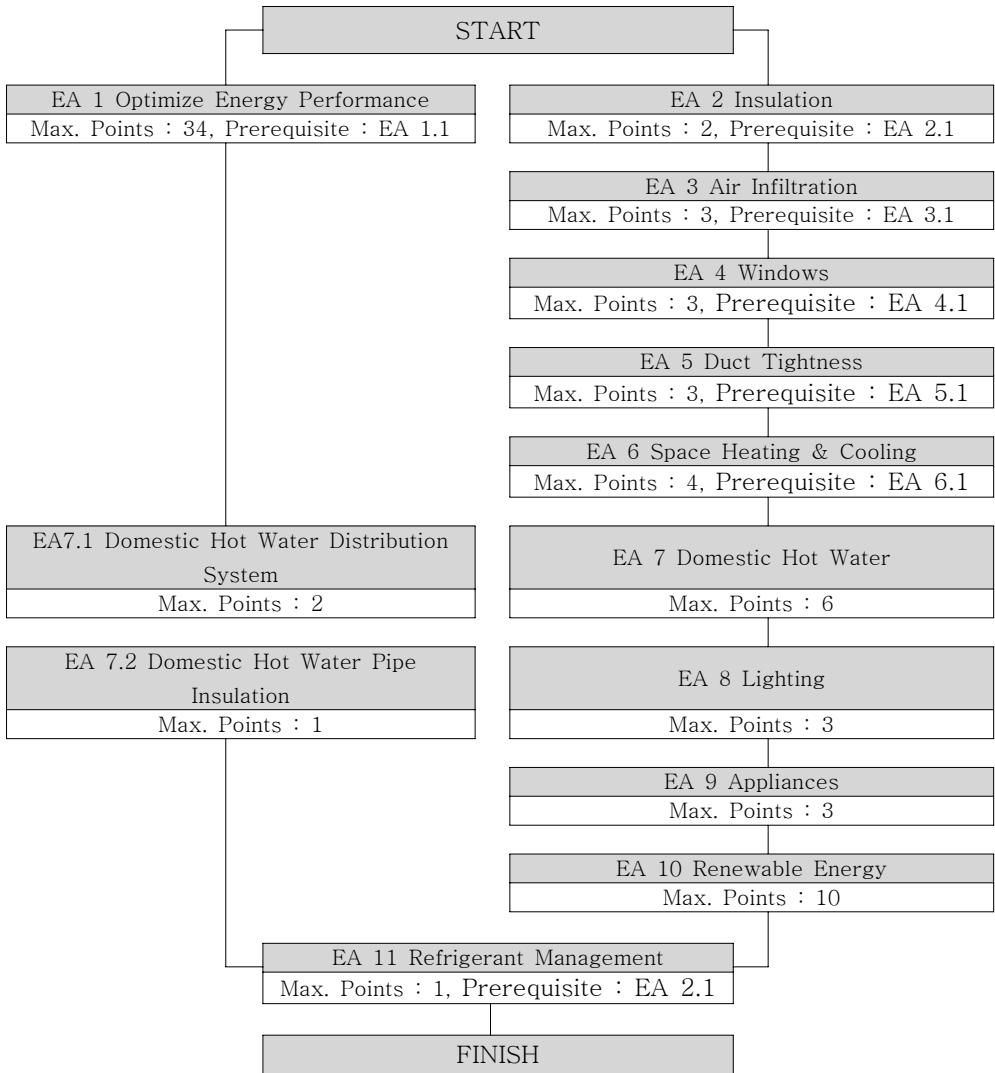 START
EA 1 Optimize Energy Performance
Max. Points : 34, Prerequisite : EA 1.1
EA 2 Insulation
Max. Points : 2, Prerequisite : EA 2.1
EA 3 Air Infiltration
Max. Points : 3, Prerequisite : EA 3.1
EA 4 Windows
Max. Points : 3, Prerequisite : EA 4.1
EA 5 Duct Tightness
Max. Points : 3, Prerequisite : EA 5.1
EA 6 Space Heating & Cooling
Max. Points : 4, Prerequisite : EA 6.1
EA7.1 Domestic Hot Water Distribution
System
Max. Points : 2
EA 7 Domestic Hot Water
Max. Points : 6
EA 7.2 Domestic Hot Water Pipe
Insulation
Max. Points : 1
EA 8 Lighting
Max. Points : 3
EA 9 Appliances
Max. Points : 3
EA 10 Renewable Energy
Max. Points : 10
EA 11 Refrigerant Management
Max. Points : 1, Prerequisite : EA 2.1
FINISH